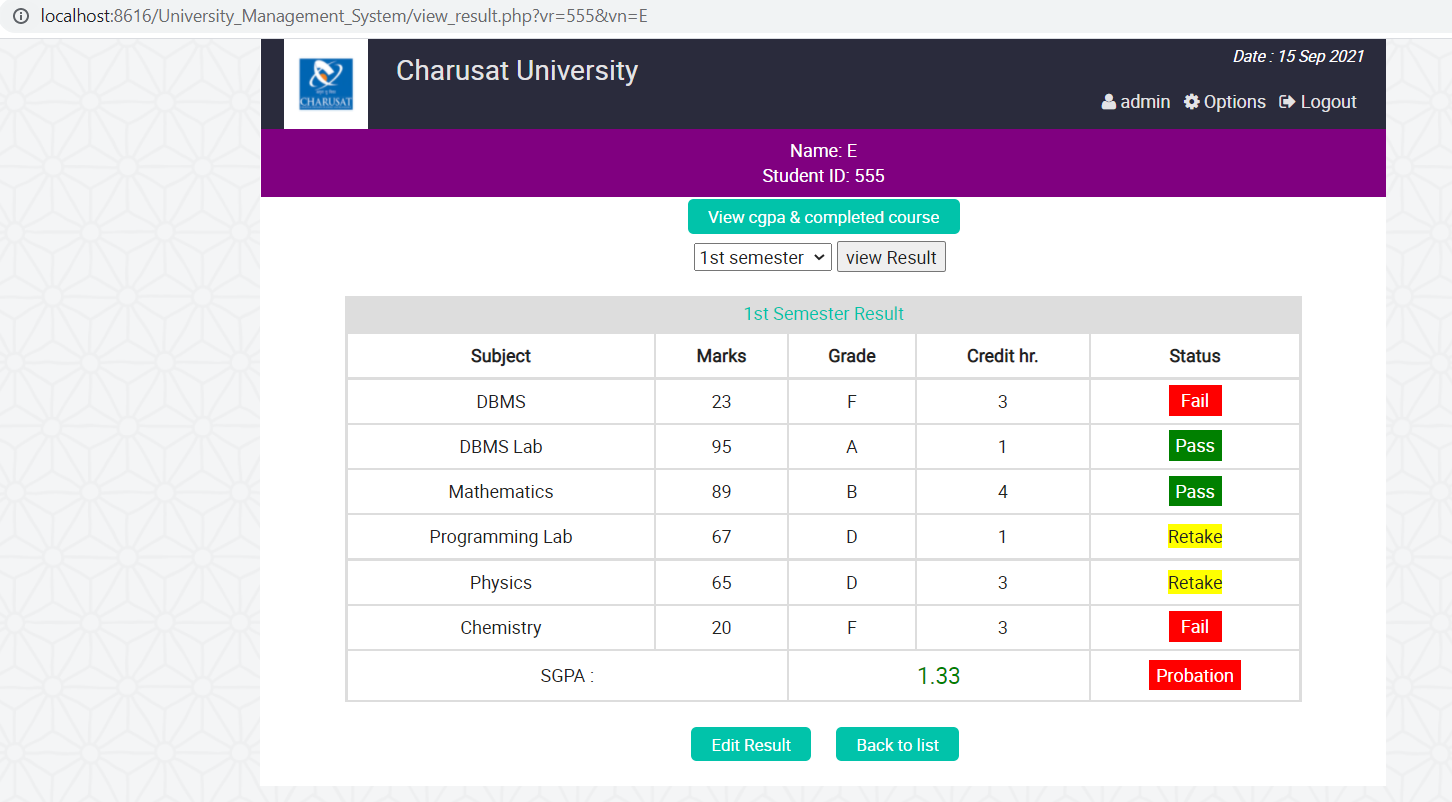 localhost:8616/University_Management_System/view_result.php?vr=555&vn=E
Charusat University
Date : 15 Sep 2021
CHARUSAT
admin Options Logout
Name: E
Student ID: 555
View cgpa & completed course
1st semester view Result
1st Semester Result
Subject Marks Grade Credit hr. Status
DBMS 23 F 3 Fail
DBMS Lab 95 A 1 Pass
Mathematics 89 B 4 Pass
Programming Lab 67 D 1 Retake
Physics 65 D 3 Retake
Chemistry 20 F 3 Fail
SGPA : 1.33 Probation
Edit Result Back to list